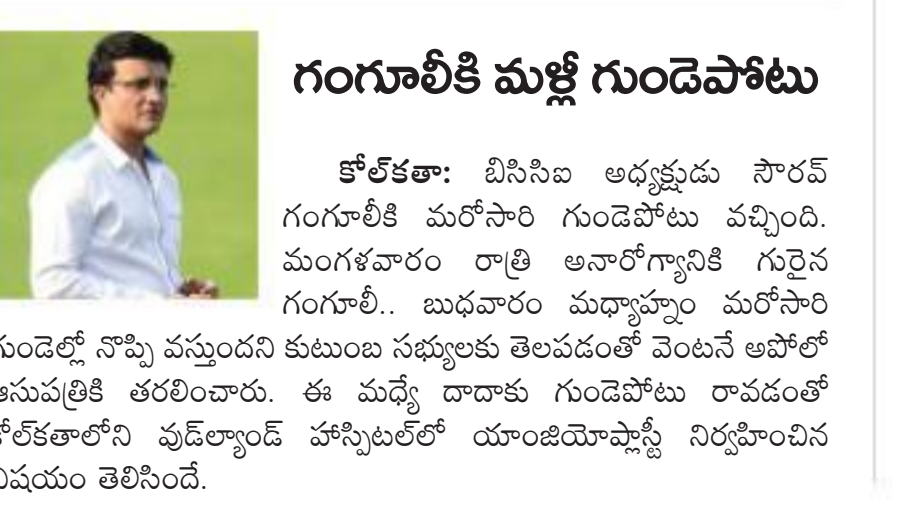 గంగూలీకి మళ్లీ గుండెపోటు
కోల్‌కతా: బిసిసిఐ అధ్యక్షుడు సౌరవ్
గంగూలీకి మరోసారి గుండెపోటు వచ్చింది.
మంగళవారం రాత్రి అనారోగ్యానికి గురైన
గంగూలీ.. బుధవారం మధ్యాహ్నం మరోసారి
గుండెల్లో నొప్పి వస్తుందని కుటుంబ సభ్యులకు తెలపడంతో వెంటనే అపోలో
ఆసుపత్రికి తరలించారు. ఈ మధ్యే దాదాకు గుండెపోటు రావడంతో
కోల్‌కతాలోని వుడ్‌ల్యాండ్ హాస్పిటల్‌లో యాంజియోప్లాస్టీ నిర్వహించిన
విషయం తెలిసిందే.